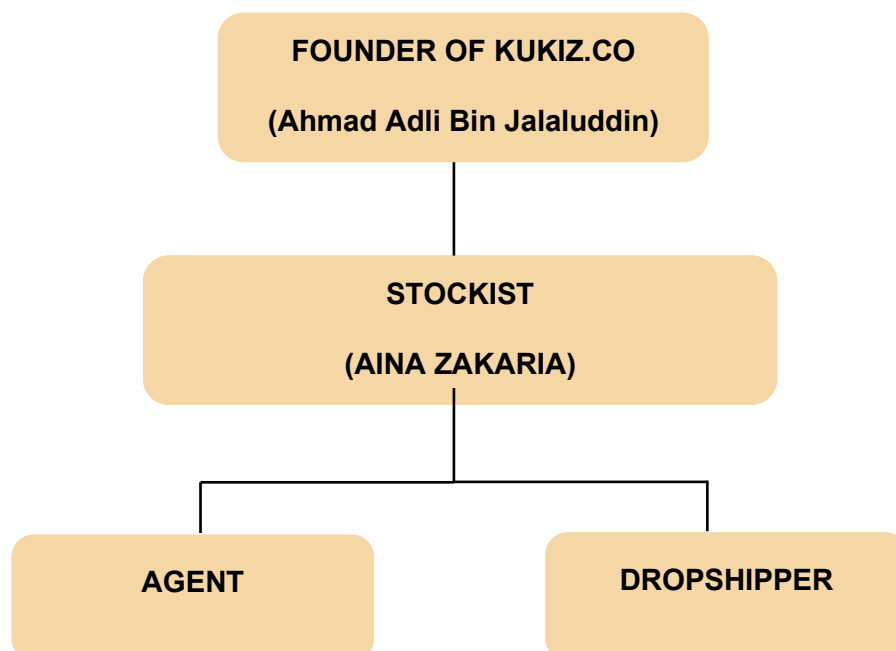 FOUNDER OF KUKIZ.CO
(Ahmad Adli Bin Jalaluddin)
STOCKIST
(AINA ZAKARIA)
AGENT
DROPSHIPPER